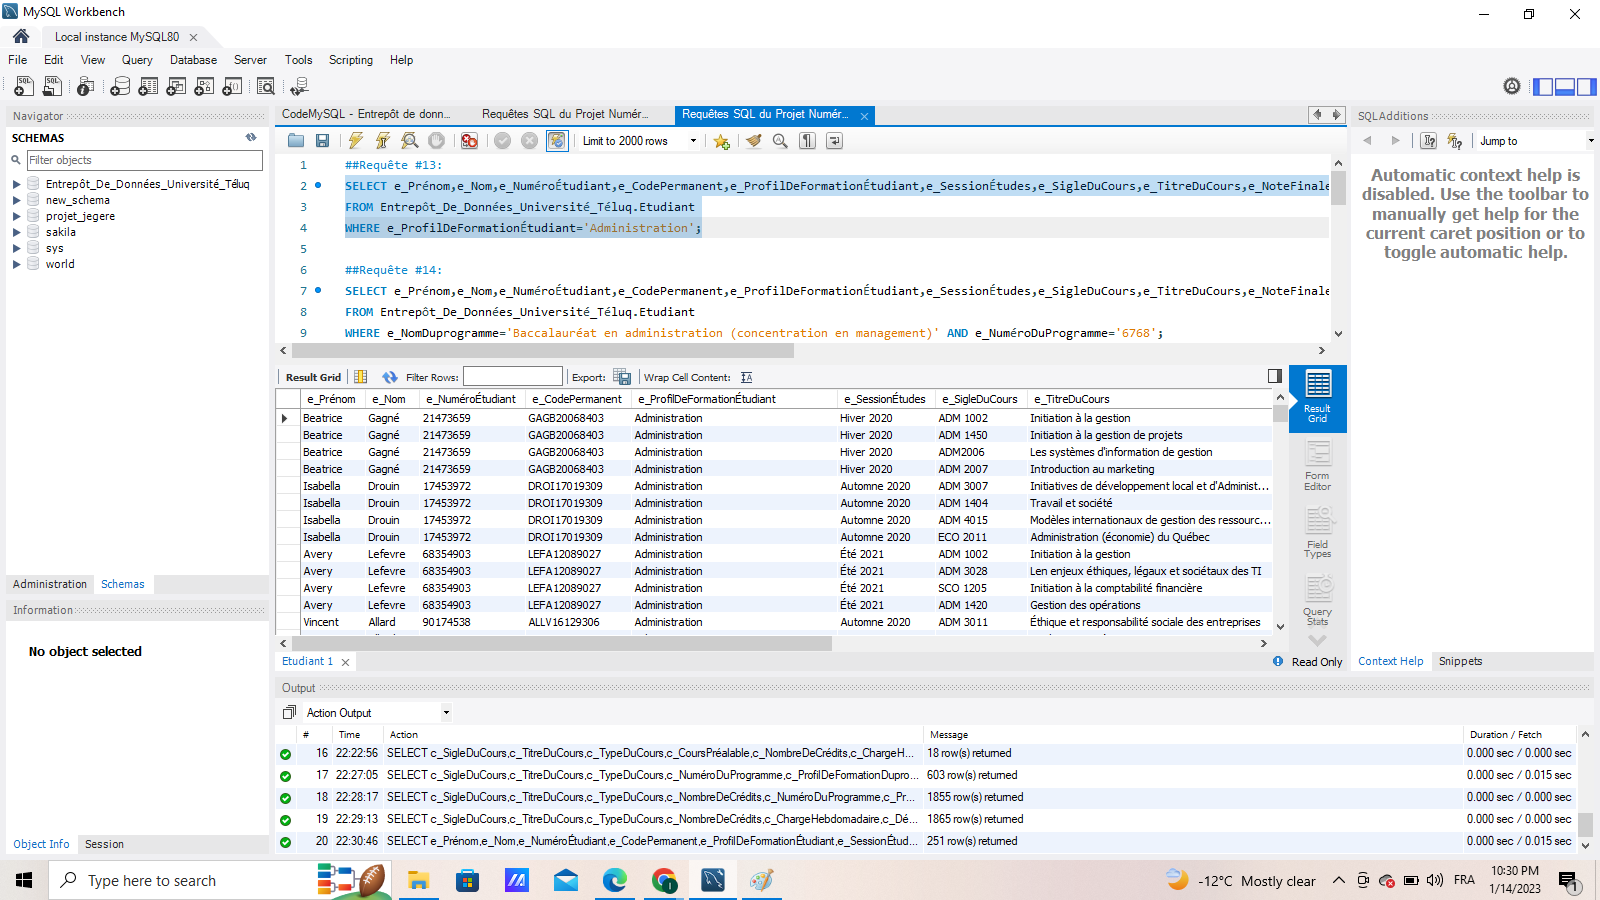 MySQL Workbench
Local instance MySQL80
File Edit View Query Database Server Tools Scripting Help
Navigator
SCHEMAS
Filter objects
Entrepôt_De_Données_Université_Téluq
new_schema
projet_jegere
sakila
sys
world
Administration Schemas
Information
No object selected
Object Info Session
CodeMySQL - Entrepôt de donn... Requêtes SQL du Projet Numér... Requêtes SQL du Projet Numér...
Limit to 2000 rows
1 ##Requête #13:
2 SELECT e_Prénom,e_Nom,e_NuméroÉtudiant,e_CodePermanent,e_ProfilDeFormationÉtudiant,e_SessionÉtudes,e_SigleDuCours,e_TitreDuCours,e_NoteFinale
3 FROM Entrepôt_De_Données_Université_Téluq.Etudiant
4 WHERE e_ProfilDeFormationÉtudiant='Administration';
5
6 ##Requête #14:
7 SELECT e_Prénom,e_Nom,e_NuméroÉtudiant,e_CodePermanent,e_ProfilDeFormationÉtudiant,e_SessionÉtudes,e_SigleDuCours,e_TitreDuCours,e_NoteFinale
8 FROM Entrepôt_De_Données_Université_Téluq.Etudiant
9 WHERE e_NomDuprogramme='Baccalauréat en administration (concentration en management)' AND e_NuméroDuProgramme='6768';
Result Grid Filter Rows: Export: Wrap Cell Content:
e_Prénom e_Nom e_NuméroÉtudiant e_CodePermanent e_ProfilDeFormationÉtudiant e_SessionÉtudes e_SigleDuCours e_TitreDuCours
Beatrice Gagné 21473659 GAGB20068403 Administration Hiver 2020 ADM 1002 Initiation à la gestion
Beatrice Gagné 21473659 GAGB20068403 Administration Hiver 2020 ADM 1450 Initiation à la gestion de projets
Beatrice Gagné 21473659 GAGB20068403 Administration Hiver 2020 ADM2006 Les systèmes d'information de gestion
Beatrice Gagné 21473659 GAGB20068403 Administration Hiver 2020 ADM 2007 Introduction au marketing
Isabella Drouin 17453972 DROI17019309 Administration Automne 2020 ADM 3007 Initiatives de développement local et d'Administ...
Isabella Drouin 17453972 DROI17019309 Administration Automne 2020 ADM 1404 Travail et société
Isabella Drouin 17453972 DROI17019309 Administration Automne 2020 ADM 4015 Modèles internationaux de gestion des ressourc...
Isabella Drouin 17453972 DROI17019309 Administration Automne 2020 ECO 2011 Administration (économie) du Québec
Avery Lefevre 68354903 LEFA12089027 Administration Été 2021 ADM 1002 Initiation à la gestion
Avery Lefevre 68354903 LEFA12089027 Administration Été 2021 ADM 3028 Len enjeux éthiques, légaux et sociétaux des TI
Avery Lefevre 68354903 LEFA12089027 Administration Été 2021 SCO 1205 Initiation à la comptabilité financière
Avery Lefevre 68354903 LEFA12089027 Administration Été 2021 ADM 1420 Gestion des opérations
Vincent Allard 90174538 ALLV16129306 Administration Automne 2020 ADM 3011 Éthique et responsabilité sociale des entreprises
Result Grid
Form Editor
Field Types
Query Stats
Etudiant 1
Read Only
SQLAdditions
Jump to
Automatic context help is
disabled. Use the toolbar to
manually get help for the
current caret position or to
toggle automatic help.
Context Help Snippets
Output
Action Output
# Time Action Message Duration / Fetch
16 22:22:56 SELECT c_SigleDuCours,c_TitreDuCours,c_TypeDuCours,c_CoursPréalable,c_NombreDeCrédits,c_ChargeH... 18 row(s) returned 0.000 sec / 0.000 sec
17 22:27:05 SELECT c_SigleDuCours,c_TitreDuCours,c_TypeDuCours,c_NuméroDuProgramme,c_ProfilDeFormationDupro... 603 row(s) returned 0.000 sec / 0.015 sec
18 22:28:17 SELECT c_SigleDuCours,c_TitreDuCours,c_TypeDuCours,c_NombreDeCrédits,c_NuméroDuProgramme,c_Pr... 1855 row(s) returned 0.000 sec / 0.000 sec
19 22:29:13 SELECT c_SigleDuCours,c_TitreDuCours,c_TypeDuCours,c_NombreDeCrédits,c_ChargeHebdomadaire,c_Dé... 1865 row(s) returned 0.000 sec / 0.000 sec
20 22:30:46 SELECT e_Prénom,e_Nom,e_NuméroÉtudiant,e_CodePermanent,e_ProfilDeFormationÉtudiant,e_SessionÉtud... 251 row(s) returned 0.000 sec / 0.015 sec
Type here to search
-12°C Mostly clear
FRA
10:30 PM
1/14/2023
1